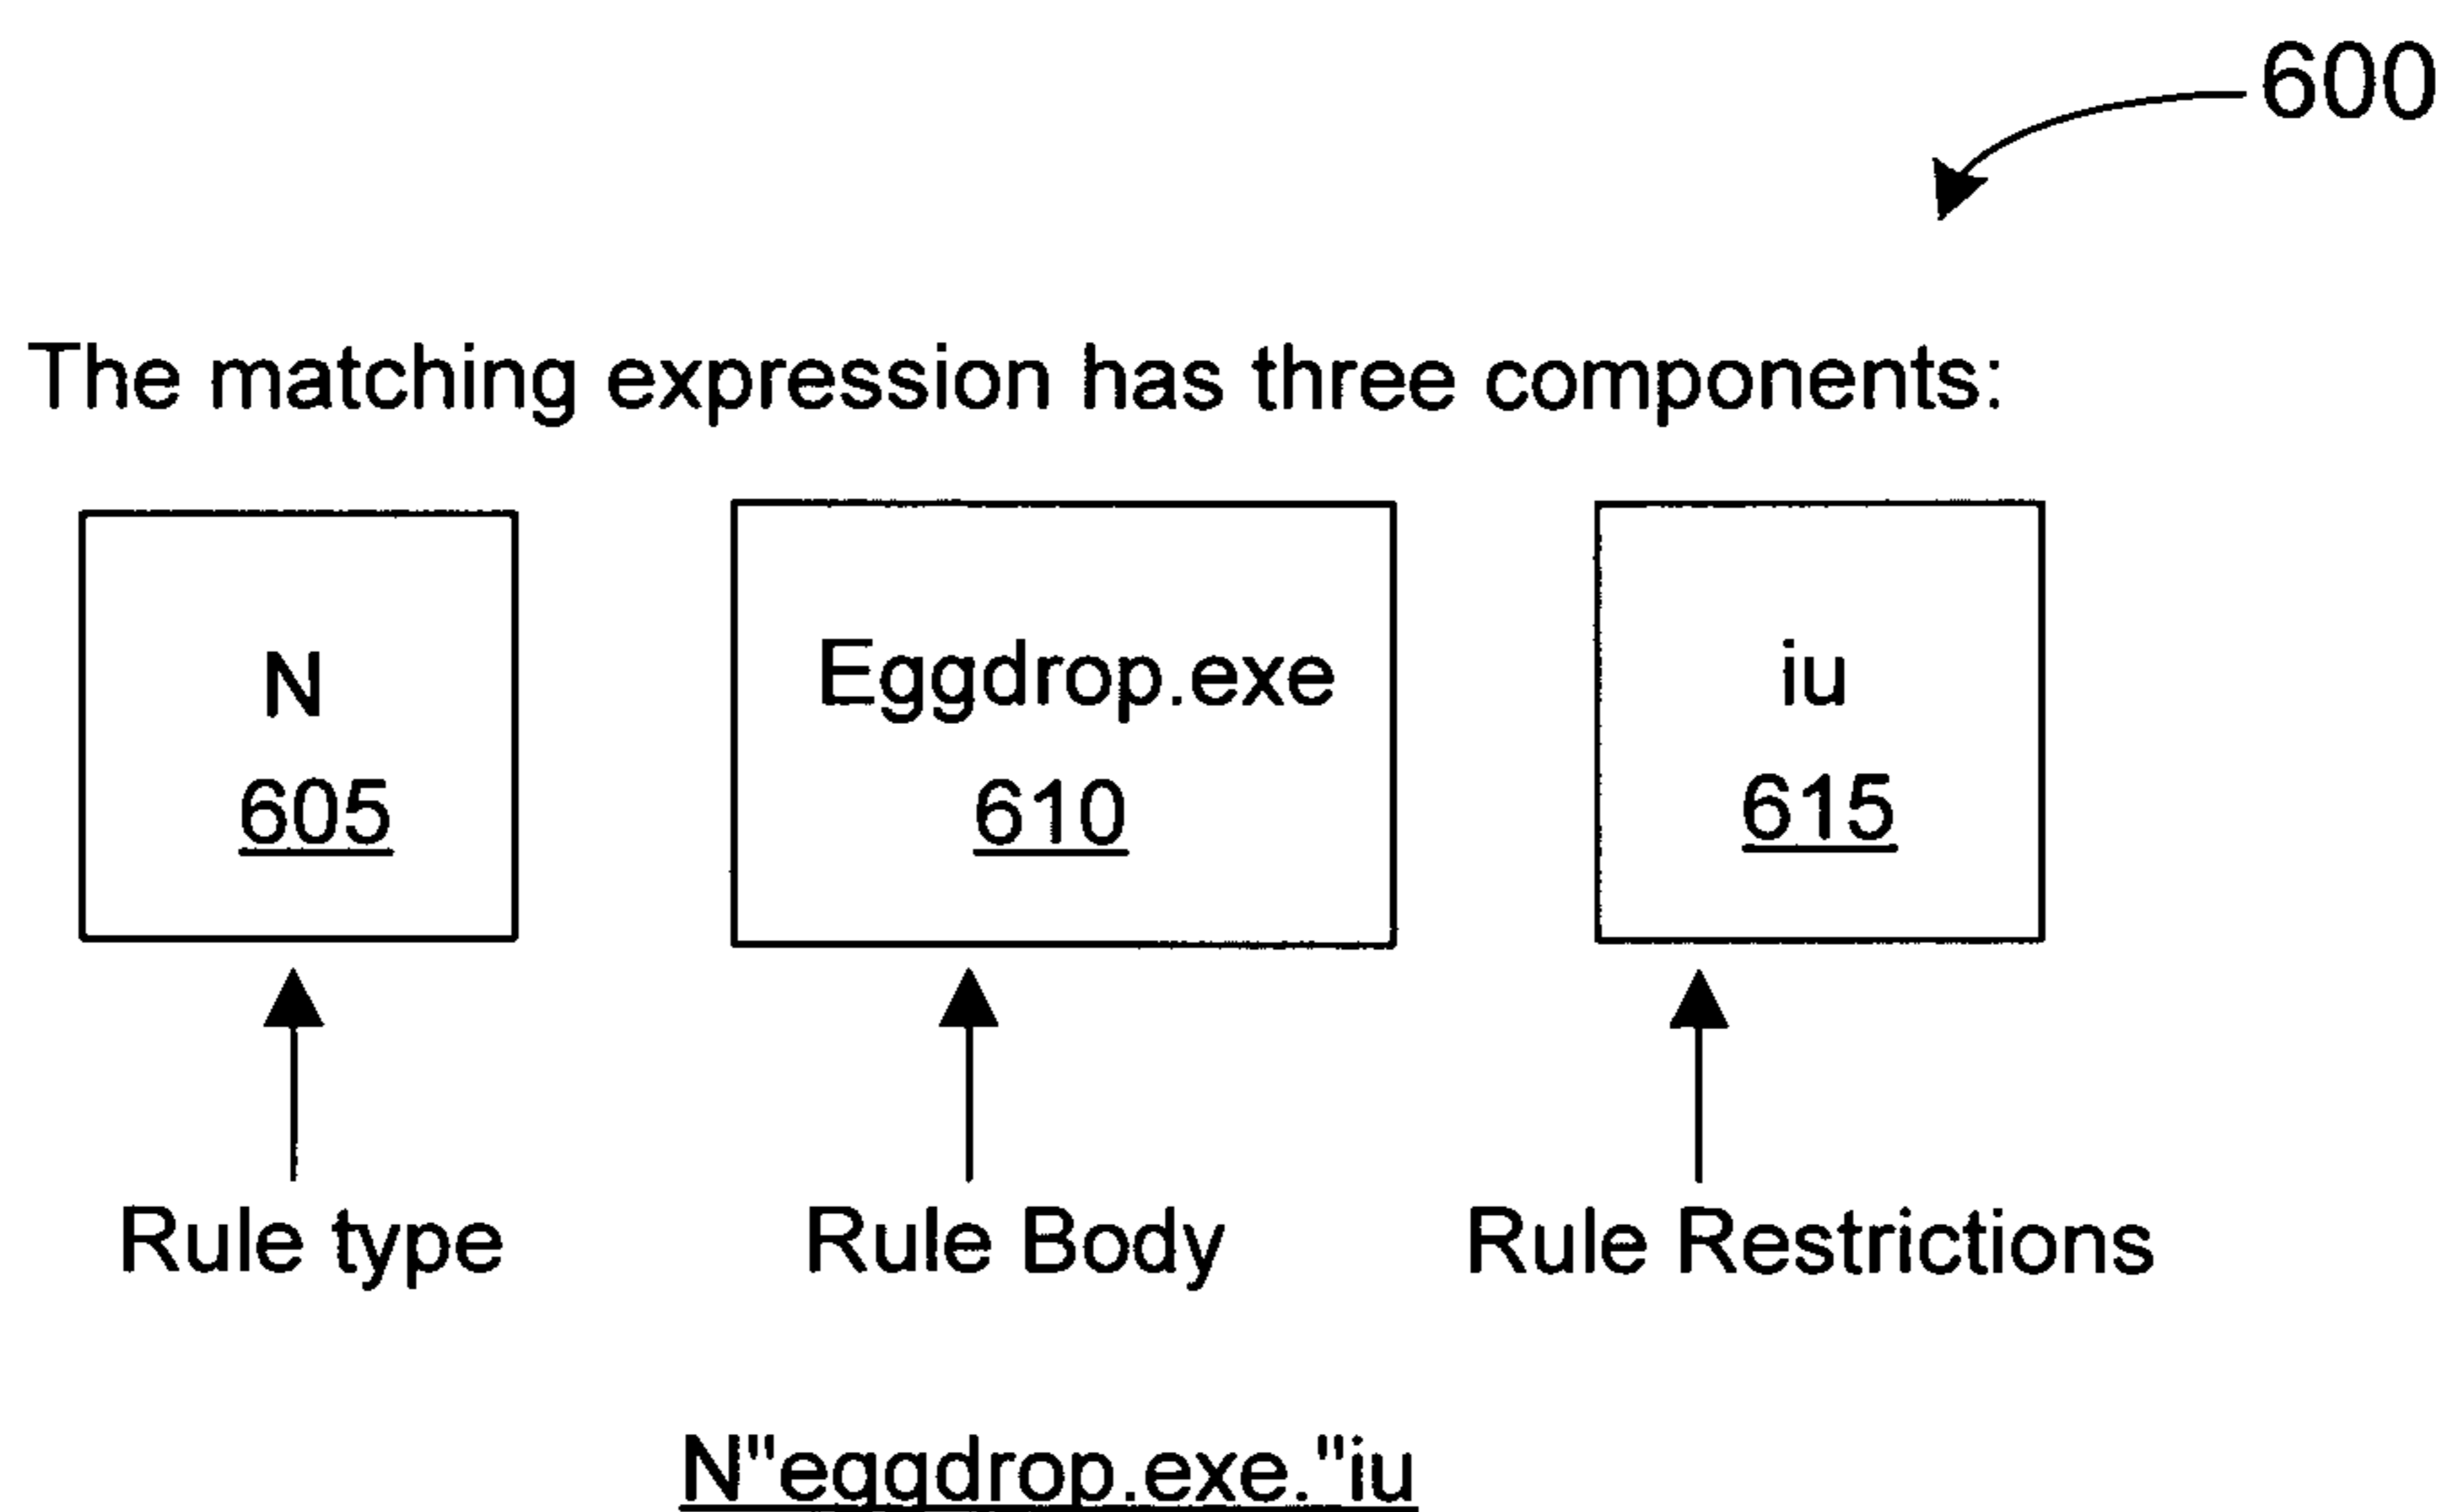 600
The matching expression has three components:
N Eggdrop.exe iu
605 610 615
Rule type Rule Body Rule Restrictions
N"eggdrop.exe."iu